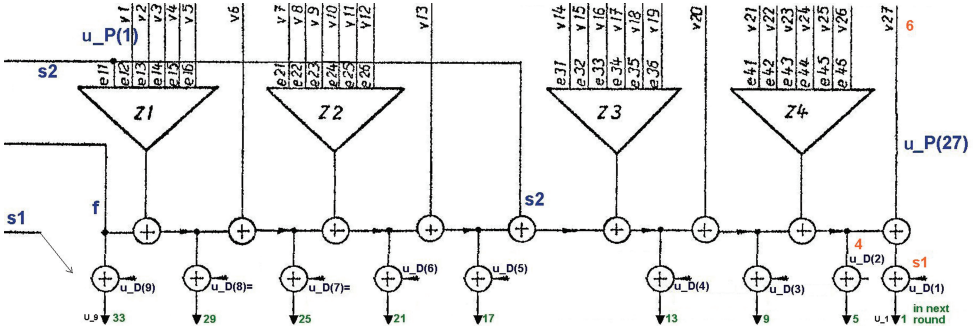 v1 v2 v3 v4 v5 v6 v7 v8 v9 v10 v11 v12 v13 v14 v15 v16 v17 v18 v19 v20 v21 v22 v23 v24 v25 v26 v27 6
u_P(1)
s2
e11 e12 e13 e14 e15 e16 e21 e22 e23 e24 e25 e26 e31 e32 e33 e34 e35 e36 e41 e42 e43 e44 e45 e46
Z1 Z2 Z3 Z4
u_P(27)
s1 f s2
4
u_D(9) u_D(8)= u_D(7)= u_D(6) u_D(5) u_D(4) u_D(3) u_D(2) s1 u_D(1)
U_9 33 29 25 21 17 13 9 5 U_1 1 in next
round